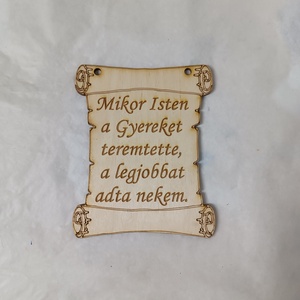 Mikor Isten
a Gyereket
teremtette,
a legjobbat
adta nekem.